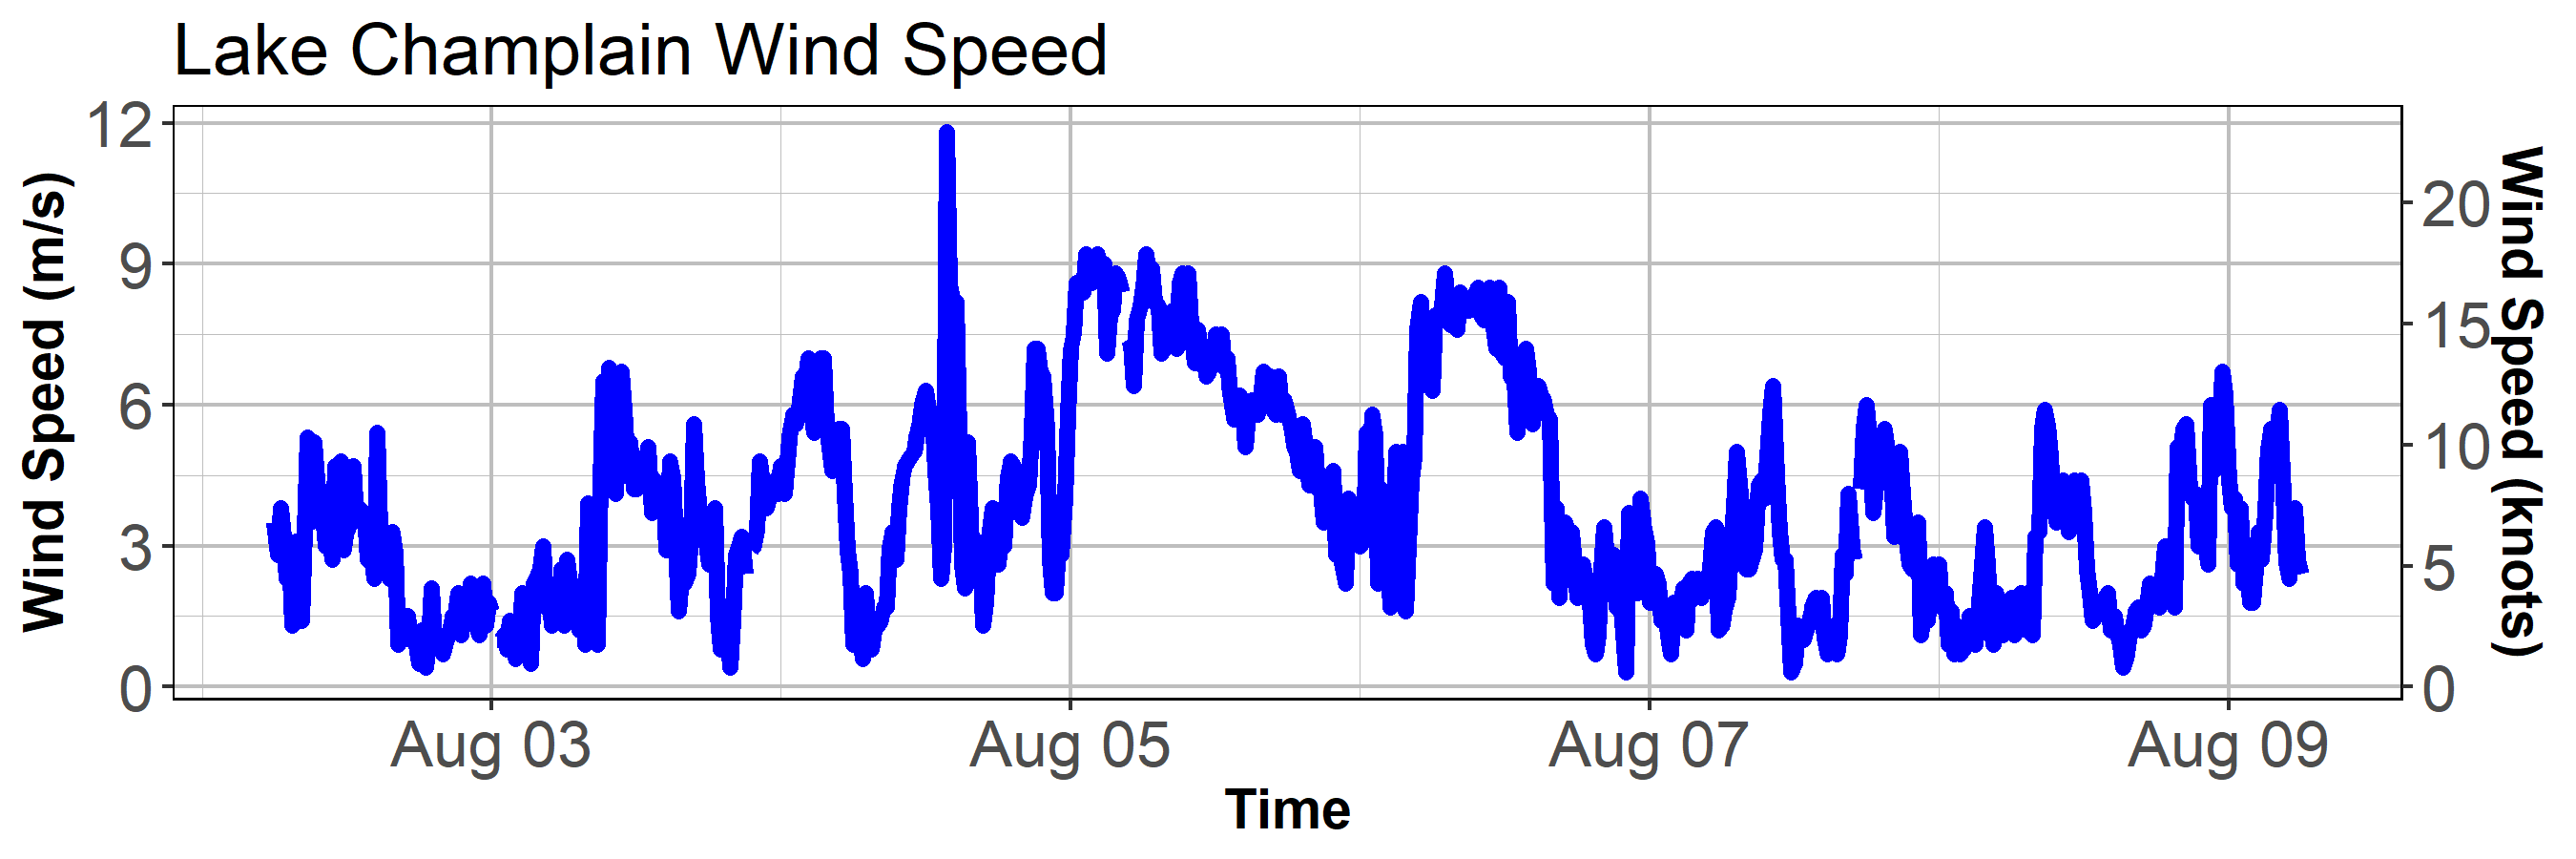 Lake Champlain Wind Speed
Wind Speed (m/s)
12
9
6
3
0
20
15
10
5
0
Wind Speed (knots)
Aug 03
Aug 05
Aug 07
Aug 09
Time